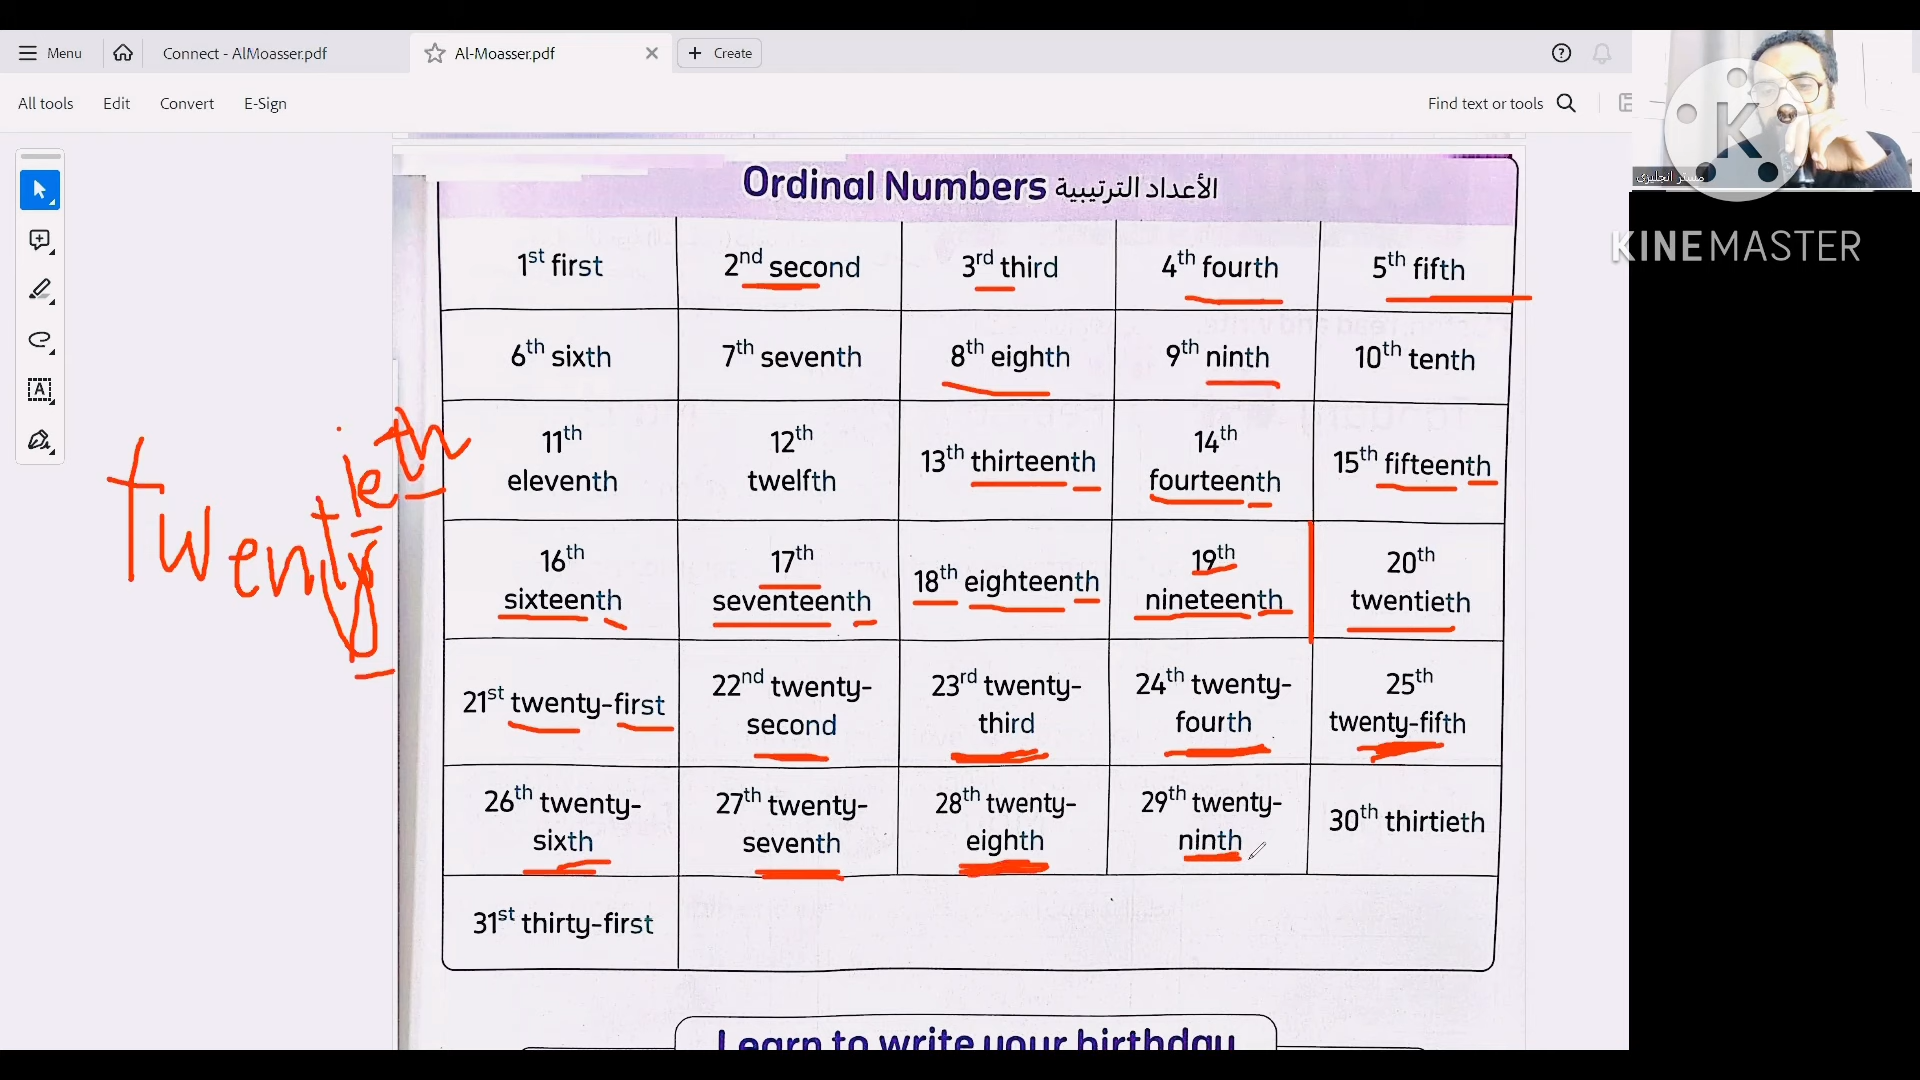 Menu
Connect - AlMoasser.pdf
Al-Moasser.pdf
Create
All tools
Edit
Convert
E-Sign
Find text or tools
مستر انجليزى
K
KINEMASTER
Ordinal Numbers الأعداد الترتيبية
1st first
2nd second
3rd third
4th fourth
5th fifth
6th sixth
7th seventh
8th eighth
9th ninth
10th tenth
11th
eleventh
12th
twelfth
13th thirteenth
14th
fourteenth
15th fifteenth
16th
sixteenth
17th
seventeenth
18th eighteenth
19th
nineteenth
20th
twentieth
21st twenty-first
22nd twenty-
second
23rd twenty-
third
24th twenty-
fourth
25th
twenty-fifth
26th twenty-
sixth
27th twenty-
seventh
28th twenty-
eighth
29th twenty-
ninth
30th thirtieth
31st thirty-first
twenty
ieth
Learn to write your birthday